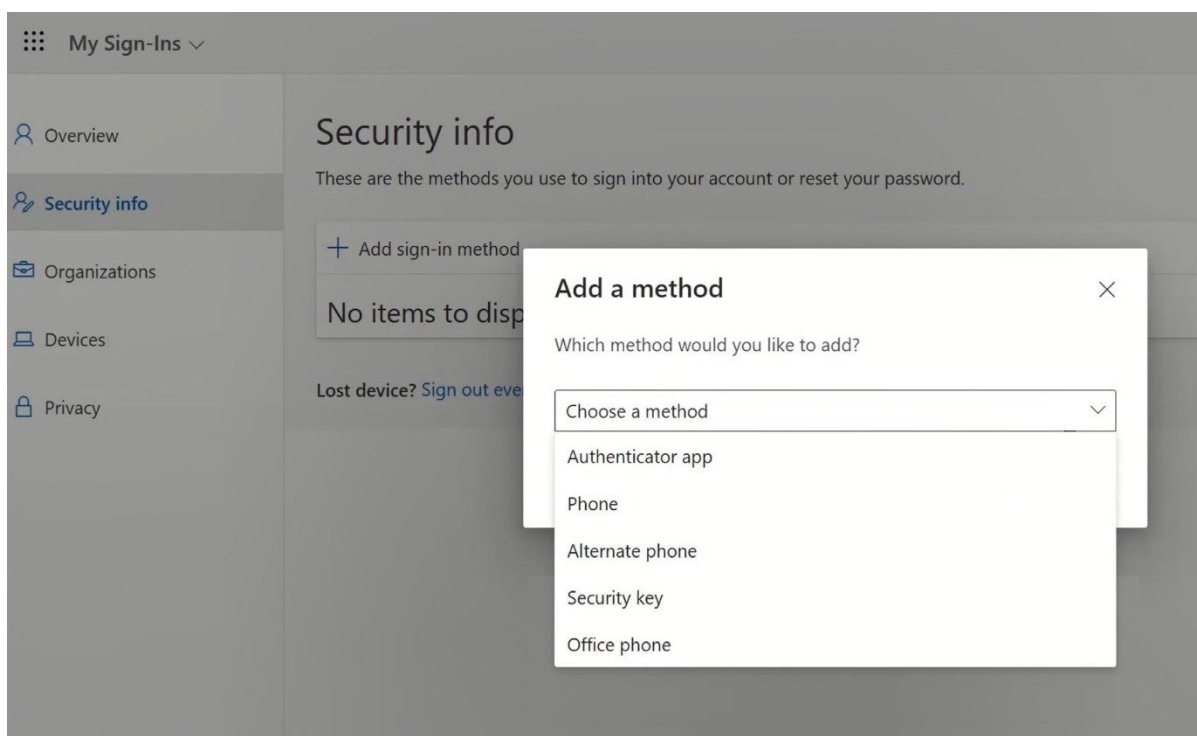 My Sign-Ins
Overview
Security info
Organizations
Devices
Privacy
Security info
These are the methods you use to sign into your account or reset your password.
Add sign-in method
No items to disp
Lost device? Sign out eve
Add a method
Which method would you like to add?
Choose a method
Authenticator app
Phone
Alternate phone
Security key
Office phone